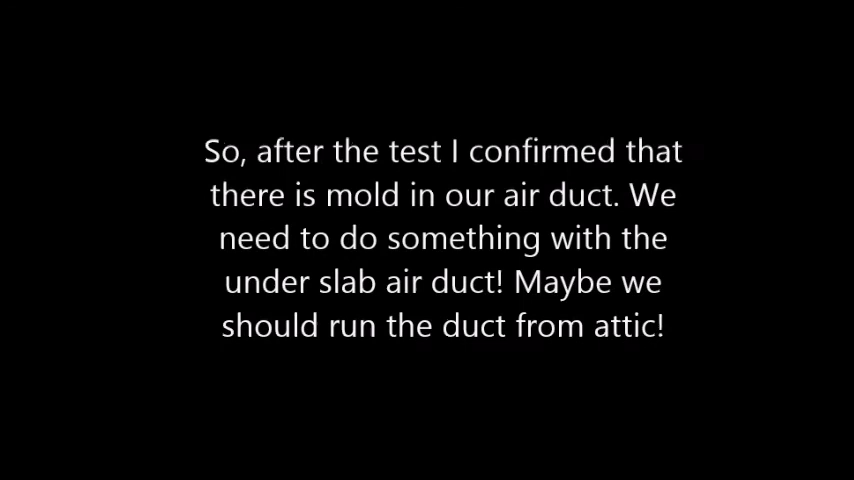 So, after the test I confirmed that
there is mold in our air duct. We
need to do something with the
under slab air duct! Maybe we
should run the duct from attic!